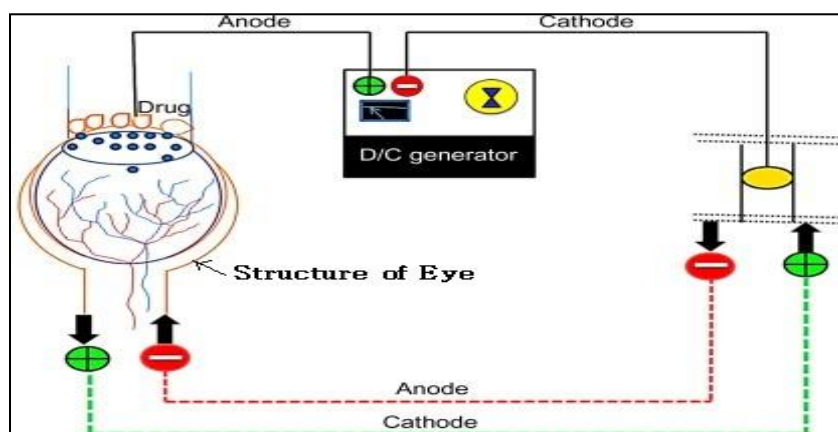 Anode
Cathode
Drug
D/C generator
Structure of Eye
Anode
Cathode